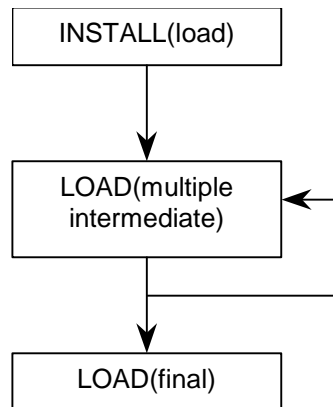 INSTALL(load)
LOAD(multiple
intermediate)
LOAD(final)